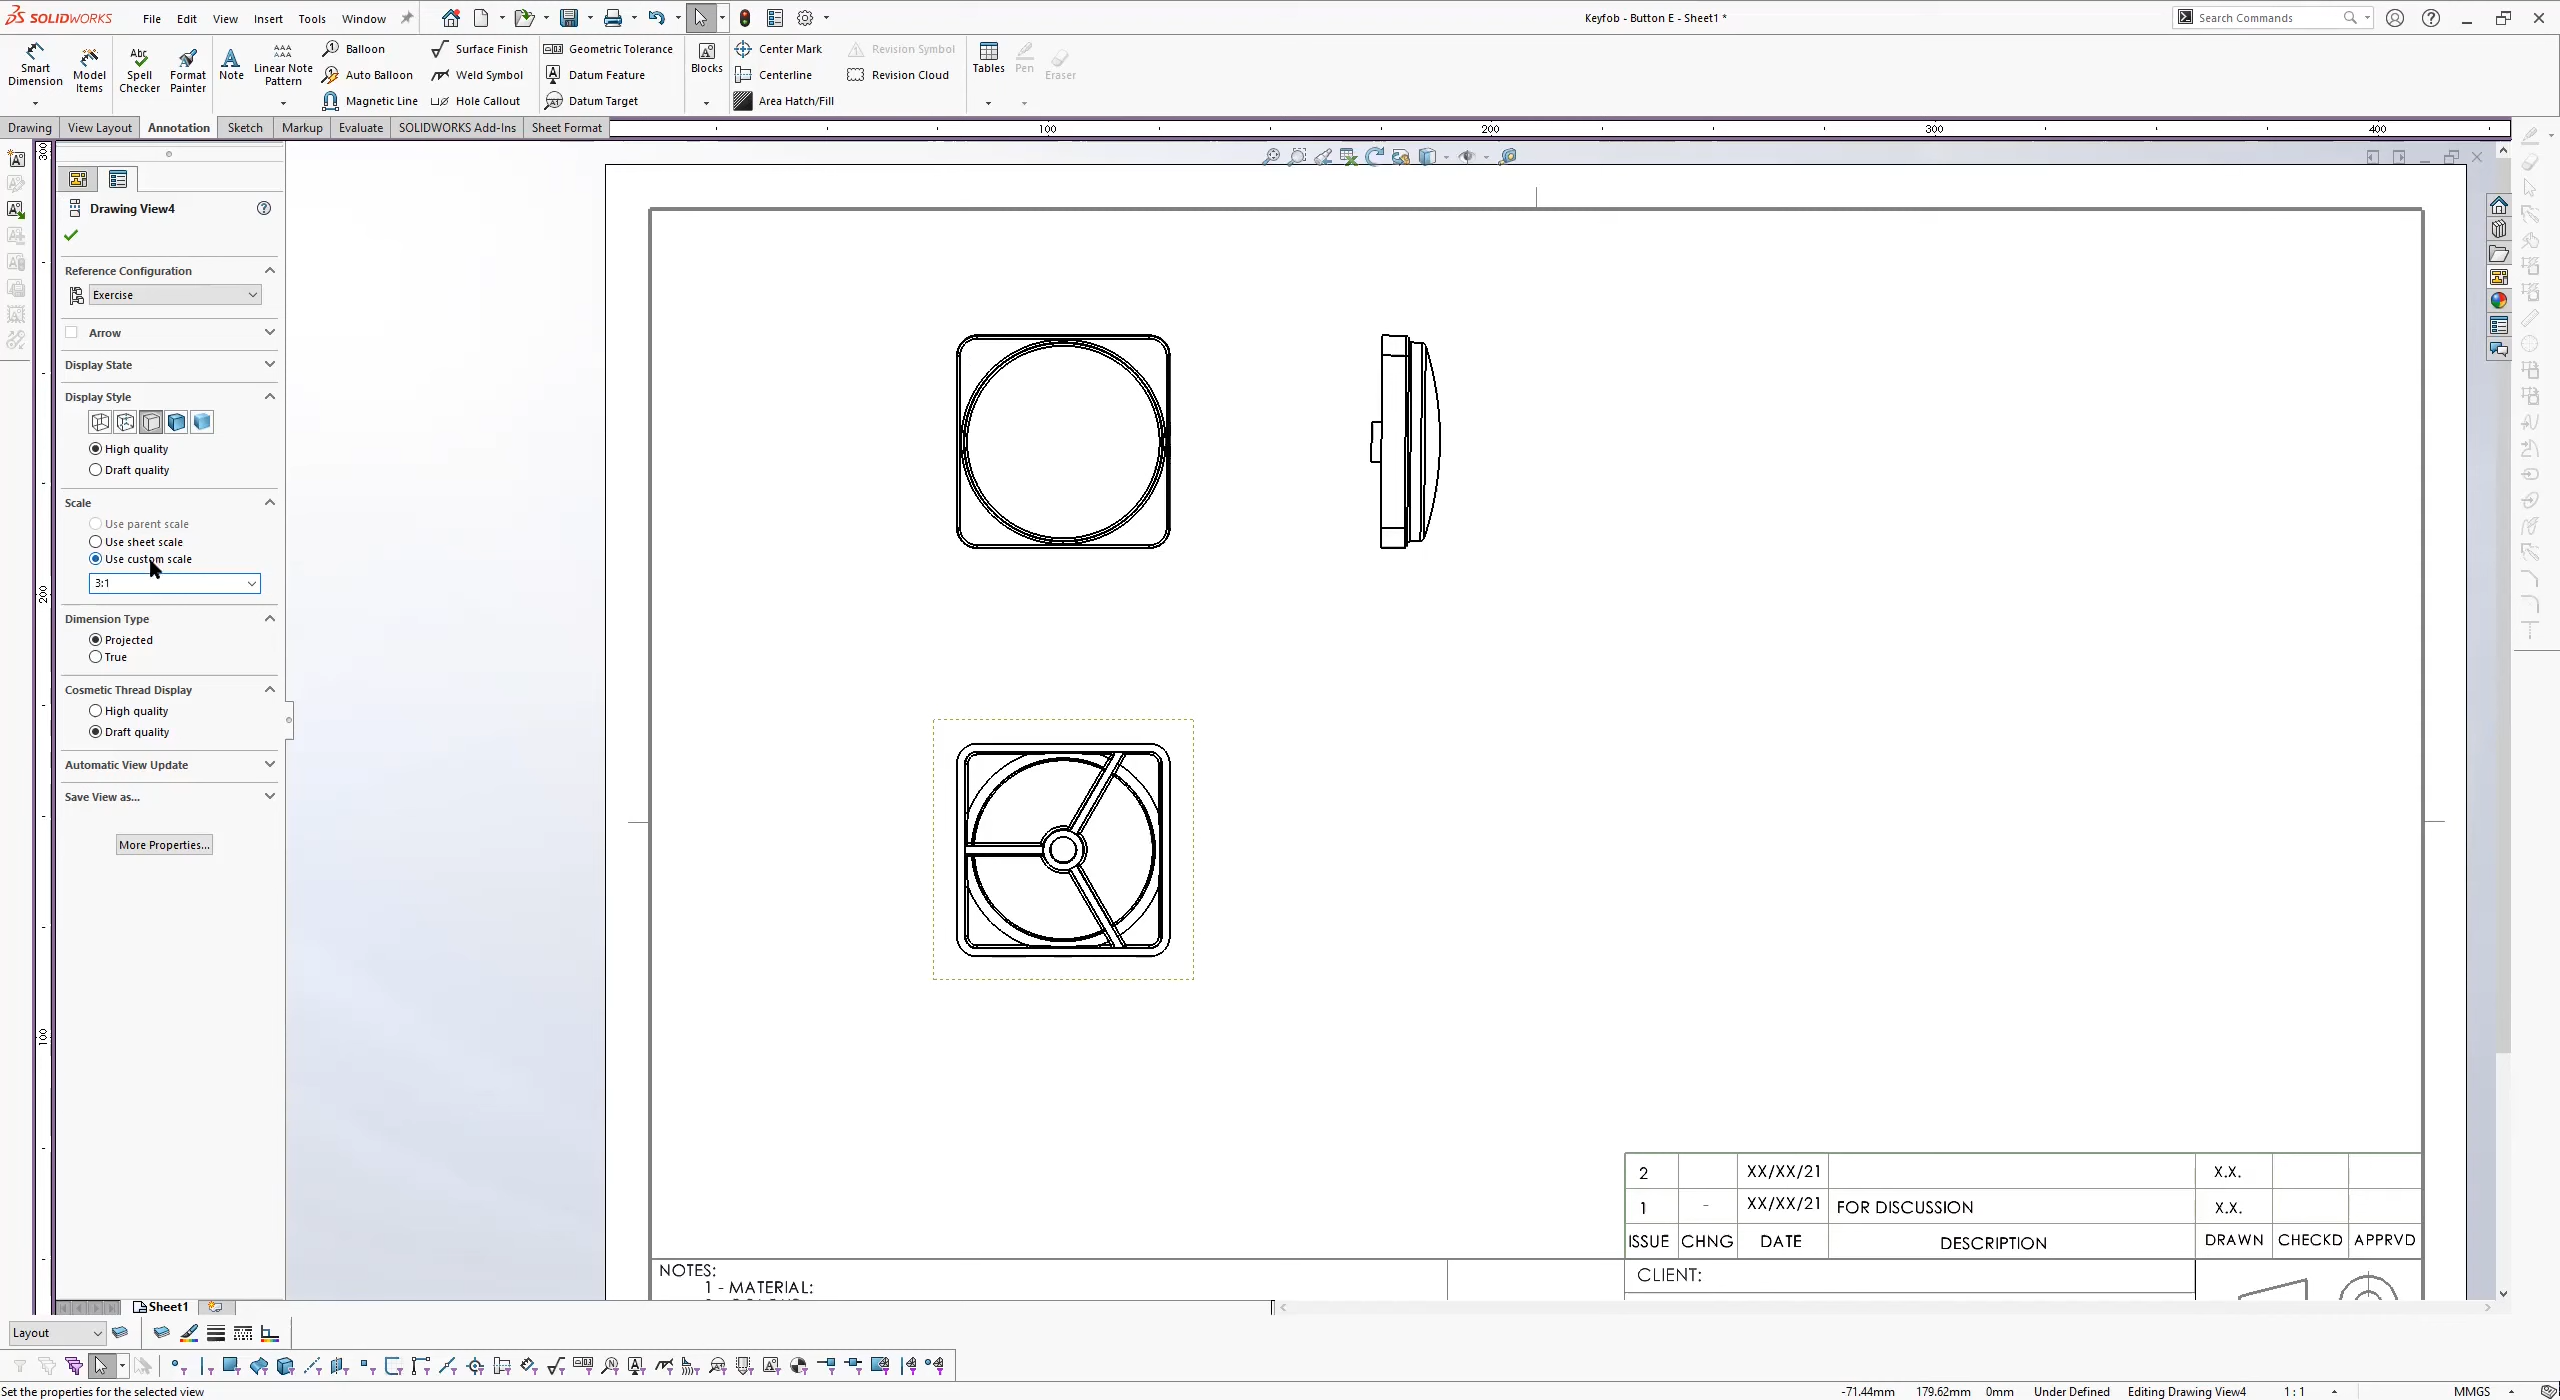 SOLIDWORKS File Edit View Insert Tools Window Keyfob - Button E - Sheet1 * Search Commands
Smart Dimension
Model Items
Spell Checker
Format Painter
Note
Linear Note Pattern
Balloon
Auto Balloon
Magnetic Line
Surface Finish
Weld Symbol
Hole Callout
Geometric Tolerance
Datum Feature
Datum Target
Blocks
Center Mark
Centerline
Area Hatch/Fill
Revision Symbol
Revision Cloud
Tables
Pen
Eraser
Drawing View Layout Annotation Sketch Markup Evaluate SOLIDWORKS Add-Ins Sheet Format
100 200 300 400
300
200
100
Drawing View4
Reference Configuration
Exercise
Arrow
Display State
Display Style
High quality
Draft quality
Scale
Use parent scale
Use sheet scale
Use custom scale
3:1
Dimension Type
Projected
True
Cosmetic Thread Display
High quality
Draft quality
Automatic View Update
Save View as...
More Properties...
2 XX/XX/21 X.X.
1 - XX/XX/21 FOR DISCUSSION X.X.
ISSUE CHNG DATE DESCRIPTION DRAWN CHECKD APPRVD
NOTES:
1 - MATERIAL:
CLIENT:
Sheet1
Layout
Set the properties for the selected view -71.44mm 179.62mm 0mm Under Defined Editing Drawing View4 1:1 MMGS